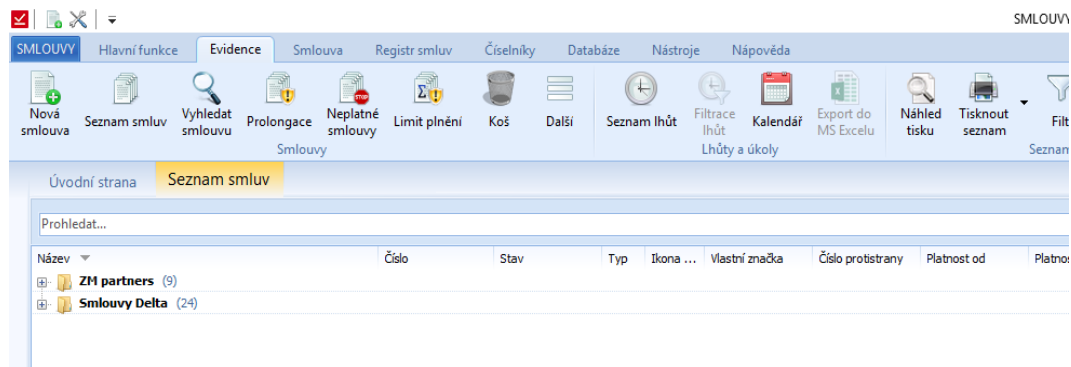 SMLOUVY
SMLOUVY Hlavní funkce Evidence Smlouva Registr smluv Číselníky Databáze Nástroje Nápověda
Nová smlouva
Seznam smluv
Vyhledat smlouvu
Prolongace
Neplatné smlouvy
Limit plnění
Koš
Další
Seznam lhůt
Filtrace lhůt
Kalendář
Export do MS Excelu
Náhled tisku
Tisknout seznam
Filt
Smlouvy
Lhůty a úkoly
Seznam
Úvodní strana Seznam smluv
Prohledat...
Název Číslo Stav Typ Ikona ... Vlastní značka Číslo protistrany Platnost od Platnos
ZM partners (9)
Smlouvy Delta (24)